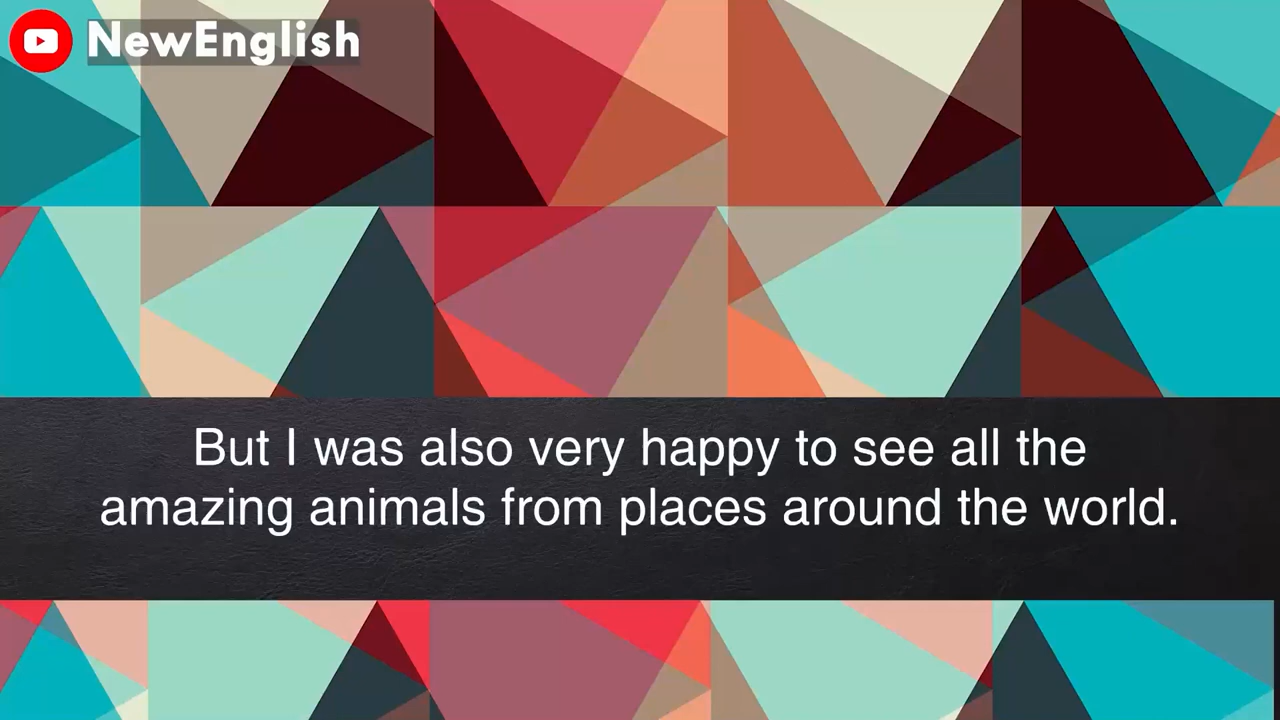 NewEnglish
But I was also very happy to see all the
amazing animals from places around the world.